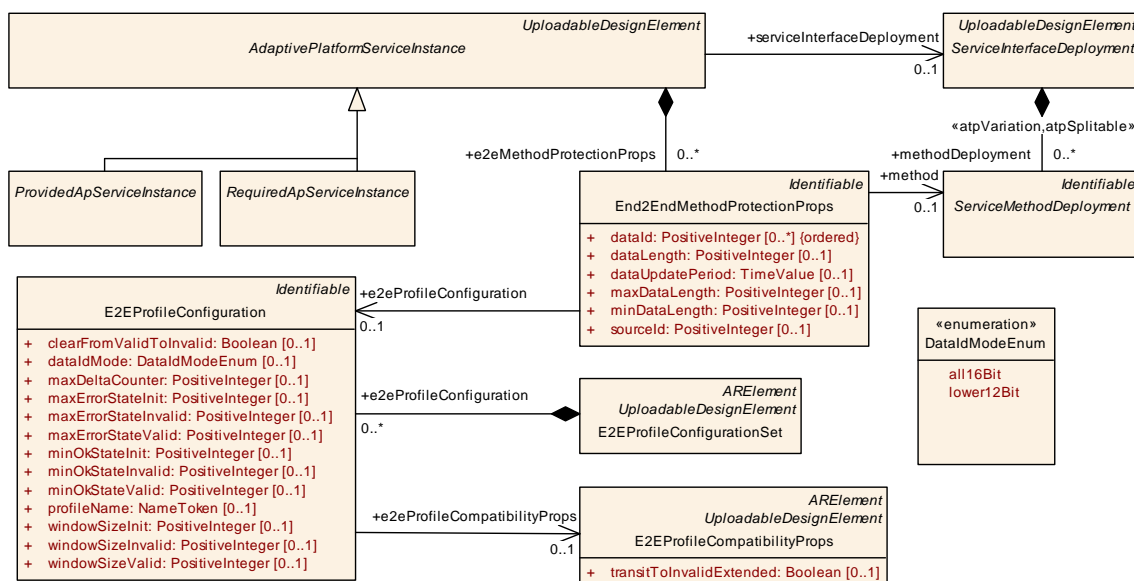 UploadableDesignElement
AdaptivePlatformServiceInstance
+serviceInterfaceDeployment
0..1
UploadableDesignElement
ServiceInterfaceDeployment
«atpVariation,atpSplitable»
+e2eMethodProtectionProps
0..*
+methodDeployment
0..*
ProvidedApServiceInstance
RequiredApServiceInstance
Identifiable
End2EndMethodProtectionProps
+ dataId: PositiveInteger [0..*] {ordered}
+ dataLength: PositiveInteger [0..1]
+ dataUpdatePeriod: TimeValue [0..1]
+ maxDataLength: PositiveInteger [0..1]
+ minDataLength: PositiveInteger [0..1]
+ sourceId: PositiveInteger [0..1]
+method
0..1
Identifiable
ServiceMethodDeployment
Identifiable
E2EProfileConfiguration
+ clearFromValidToInvalid: Boolean [0..1]
+ dataIdMode: DataIdModeEnum [0..1]
+ maxDeltaCounter: PositiveInteger [0..1]
+ maxErrorStateInit: PositiveInteger [0..1]
+ maxErrorStateInvalid: PositiveInteger [0..1]
+ maxErrorStateValid: PositiveInteger [0..1]
+ minOkStateInit: PositiveInteger [0..1]
+ minOkStateInvalid: PositiveInteger [0..1]
+ minOkStateValid: PositiveInteger [0..1]
+ profileName: NameToken [0..1]
+ windowSizeInit: PositiveInteger [0..1]
+ windowSizeInvalid: PositiveInteger [0..1]
+ windowSizeValid: PositiveInteger [0..1]
+e2eProfileConfiguration
0..1
+e2eProfileConfiguration
0..*
ARElement
UploadableDesignElement
E2EProfileConfigurationSet
«enumeration»
DataIdModeEnum
all16Bit
lower12Bit
+e2eProfileCompatibilityProps
0..1
ARElement
UploadableDesignElement
E2EProfileCompatibilityProps
+ transitToInvalidExtended: Boolean [0..1]